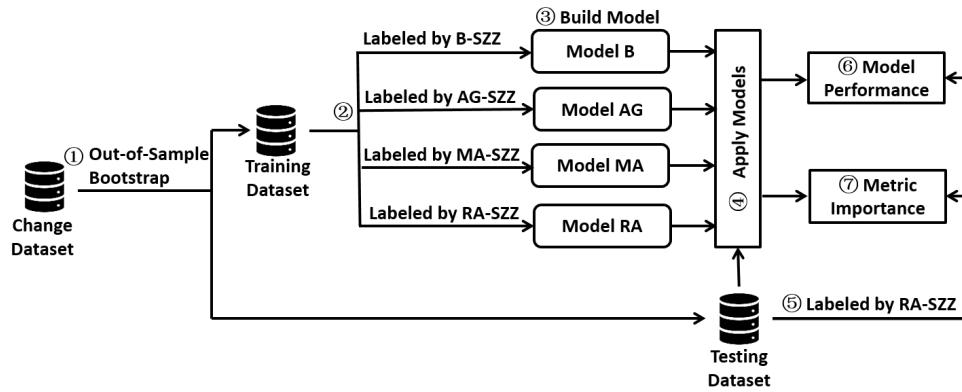 ③ Build Model
Labeled by B-SZZ
Model B
⑥ Model
Performance
②
Labeled by AG-SZZ
Model AG
④ Apply Models
① Out-of-Sample
Bootstrap
Training
Dataset
Labeled by MA-SZZ
Model MA
⑦ Metric
Importance
Change
Dataset
Labeled by RA-SZZ
Model RA
⑤ Labeled by RA-SZZ
Testing
Dataset